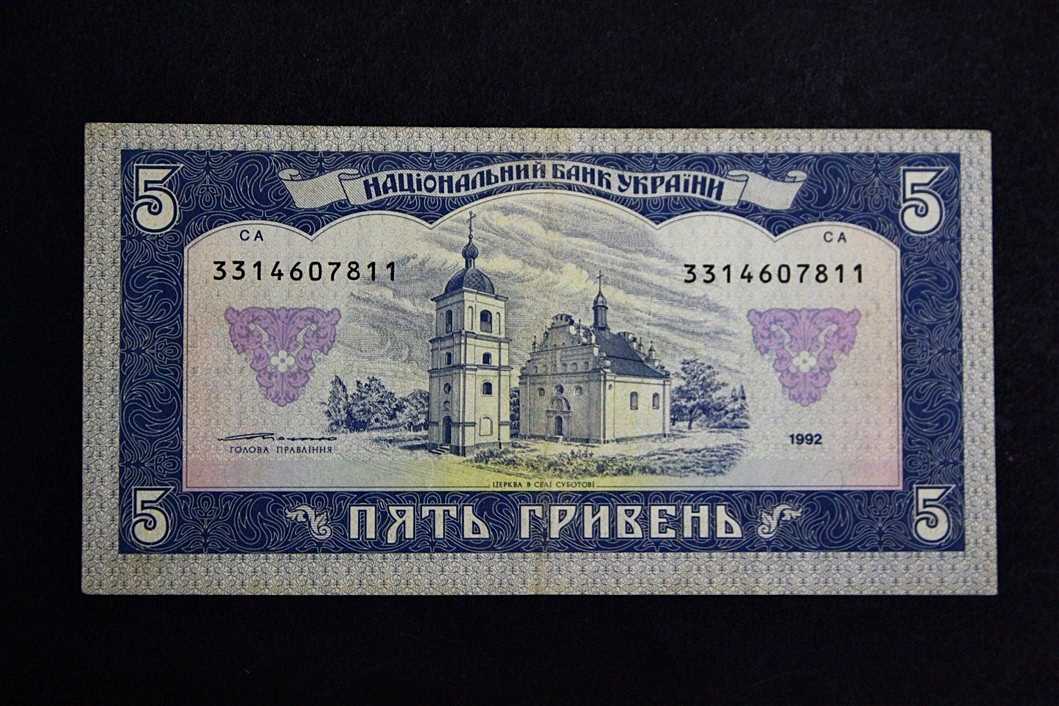 НАЦІОНАЛЬНИЙ БАНК УКРАЇНИ
5 5
СА СА
3314607811 3314607811
ГОЛОВА ПРАВЛІННЯ
1992
ЦЕРКВА В СЕЛІ СУБОТОВІ
5 ПЯТЬ ГРИВЕНЬ 5